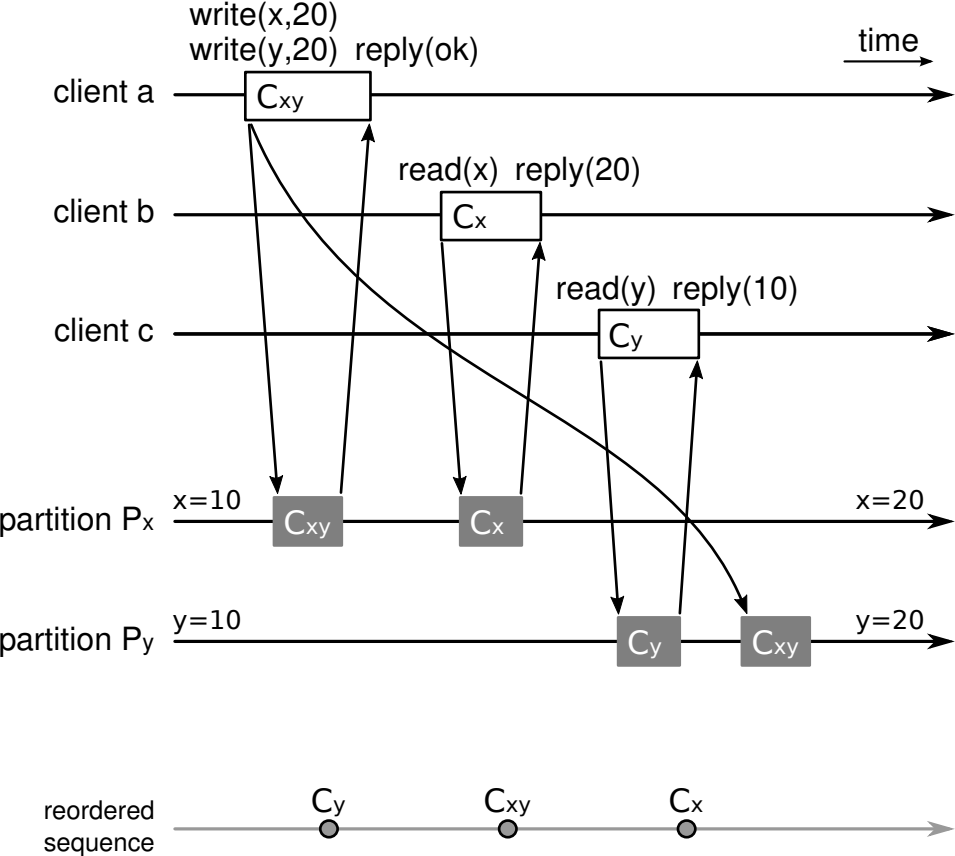 write(x,20)
write(y,20) reply(ok)
time
client a
Cxy
read(x) reply(20)
client b
Cx
read(y) reply(10)
client c
Cy
x=10
x=20
partition Px
Cxy
Cx
y=10
y=20
partition Py
Cy
Cxy
Cy
Cxy
Cx
reordered
sequence